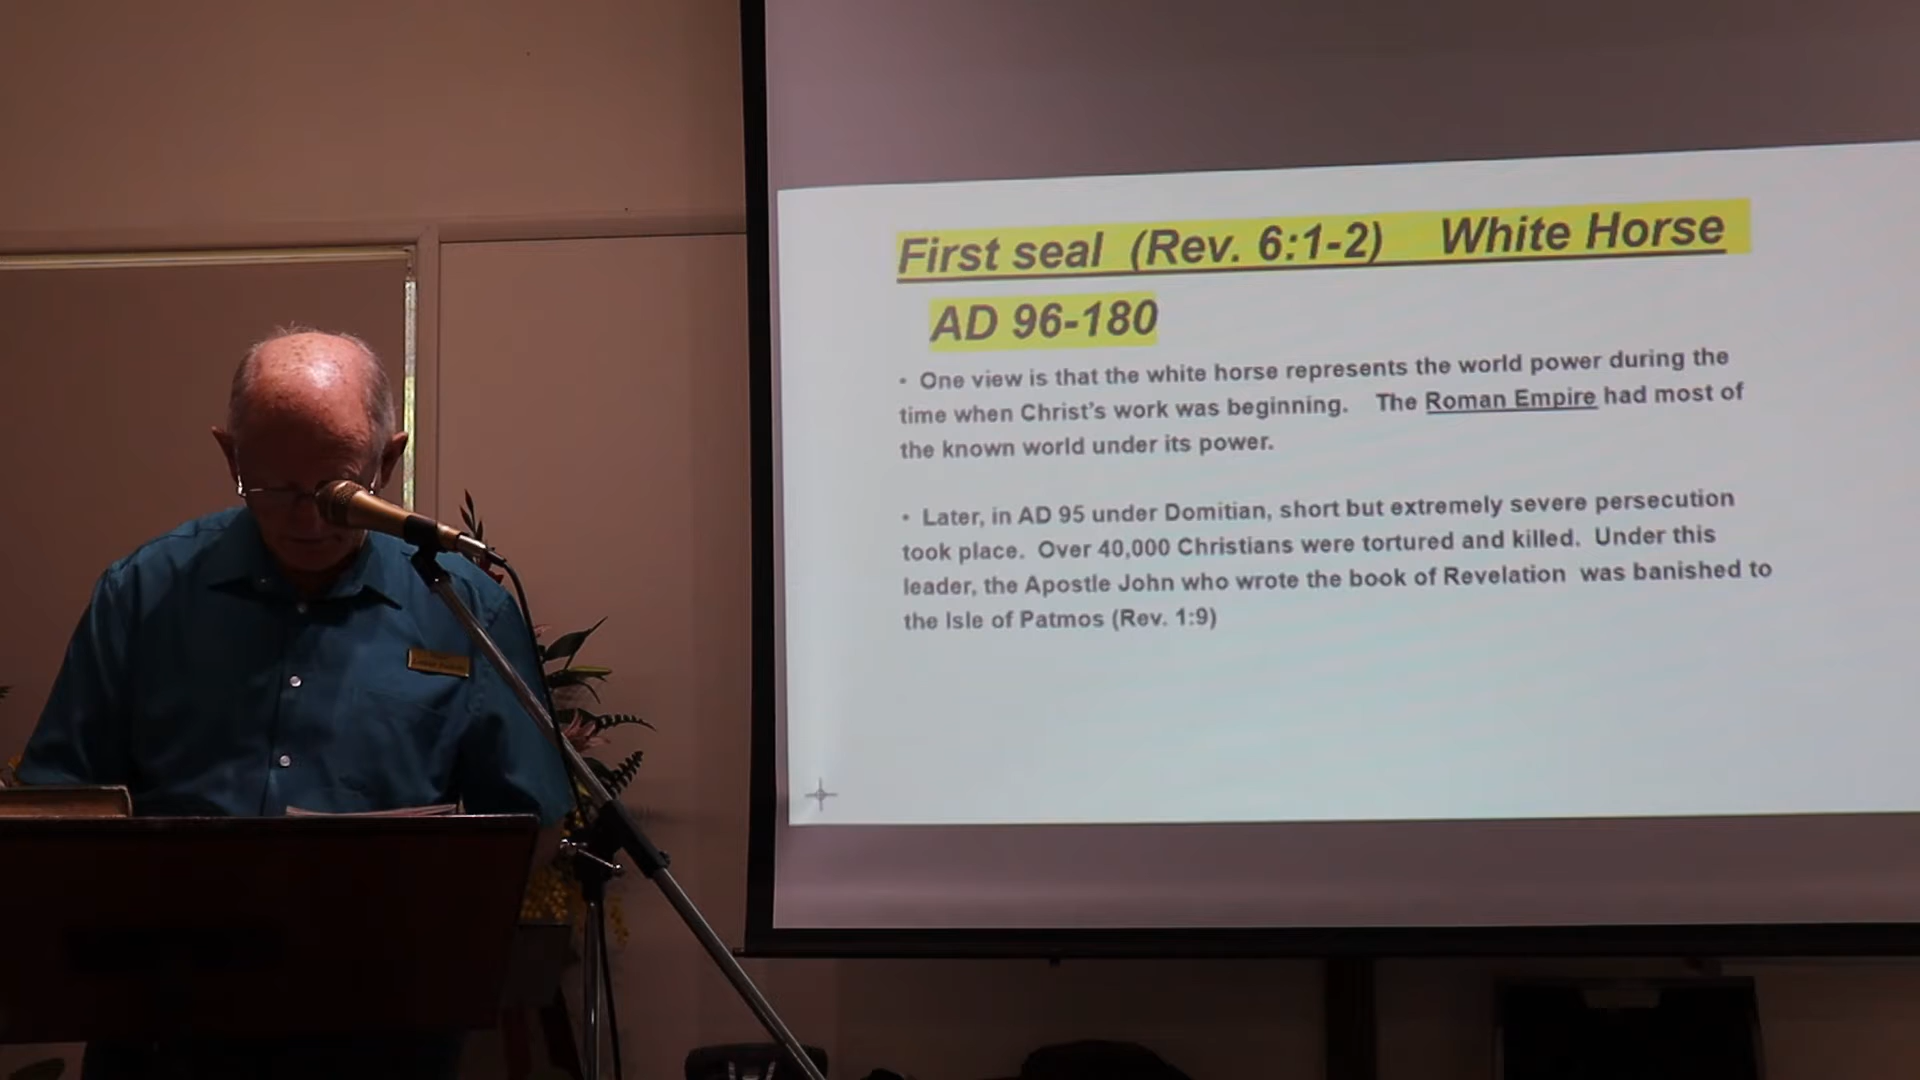 First seal (Rev. 6:1-2) White Horse
AD 96-180
• One view is that the white horse represents the world power during the
time when Christ's work was beginning. The Roman Empire had most of
the known world under its power.
• Later, in AD 95 under Domitian, short but extremely severe persecution
took place. Over 40,000 Christians were tortured and killed. Under this
leader, the Apostle John who wrote the book of Revelation was banished to
the Isle of Patmos (Rev. 1:9)